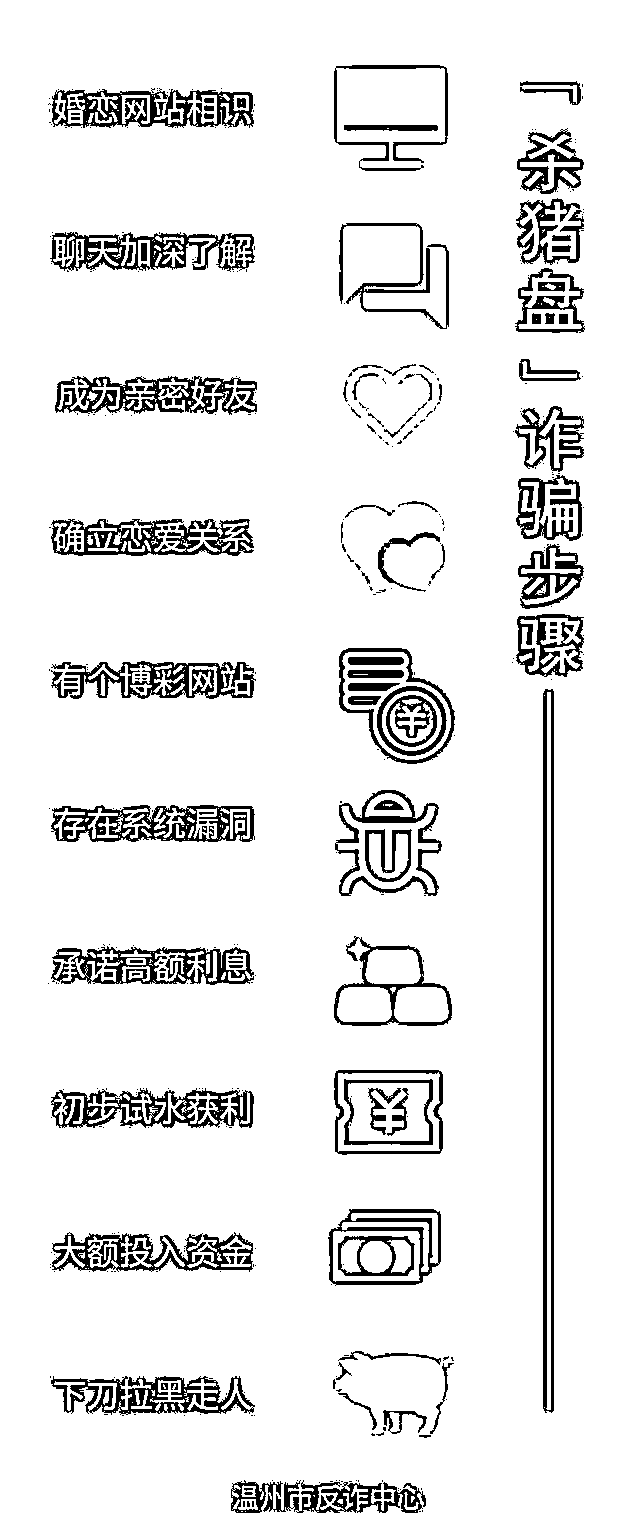 「杀猪盘」诈骗步骤
婚恋网站相识
聊天加深了解
成为亲密好友
确立恋爱关系
有个博彩网站
存在系统漏洞
承诺高额利息
初步试水获利
大额投入资金
下刀拉黑走人
温州市反诈中心